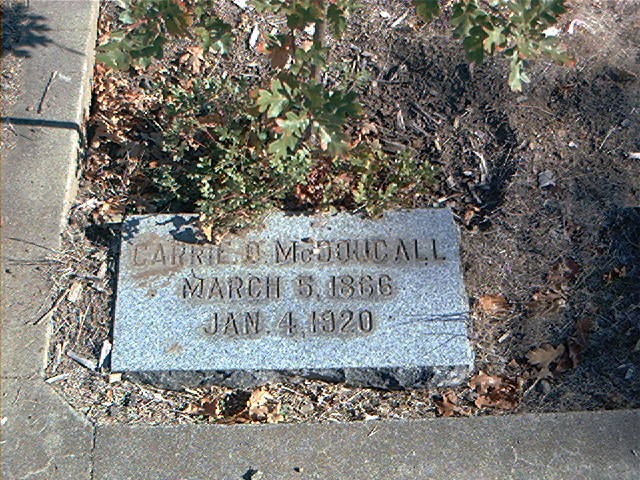 CARRIE D. McDOUGALL
MARCH 5, 1866
JAN. 4, 1920